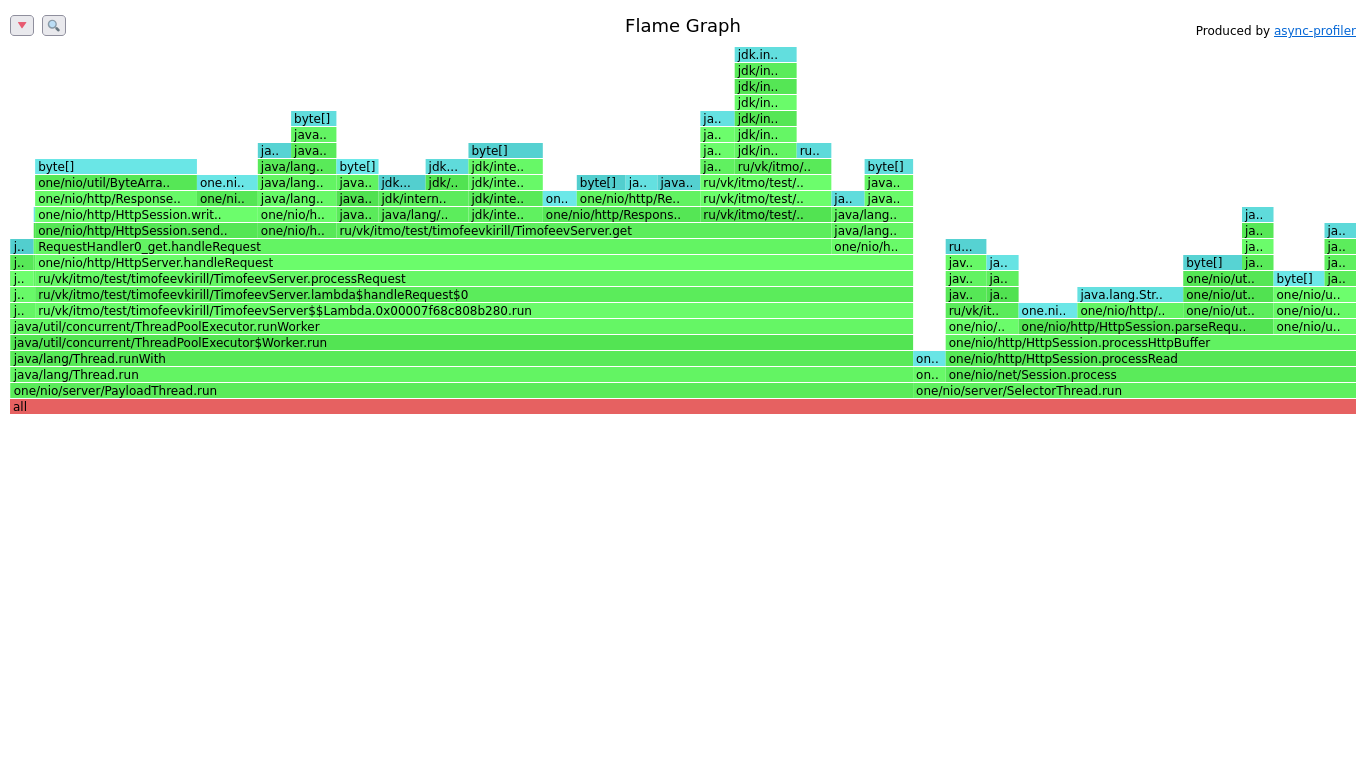 Flame Graph
Produced by async-profiler
jdk.in..
jdk/in..
jdk/in..
jdk/in..
byte[] ja.. jdk/in..
java.. ja.. jdk/in..
ja.. java.. byte[] ja.. jdk/in.. ru..
byte[] java/lang.. byte[] jdk... jdk/inte.. ja.. ru/vk/itmo/.. byte[]
one/nio/util/ByteArra.. one.ni.. java/lang.. java.. jdk... jdk/.. jdk/inte.. byte[] ja.. java.. ru/vk/itmo/test/.. java..
one/nio/http/Response.. one/ni.. java/lang.. java.. jdk/intern.. jdk/inte.. on.. one/nio/http/Re.. ru/vk/itmo/test/.. ja.. java..
one/nio/http/HttpSession.writ.. one/nio/h.. java.. java/lang/.. jdk/inte.. one/nio/http/Respons.. ru/vk/itmo/test/.. java/lang.. ja..
one/nio/http/HttpSession.send.. one/nio/h.. ru/vk/itmo/test/timofeevkirill/TimofeevServer.get java/lang.. ja.. ja..
j.. RequestHandler0_get.handleRequest one/nio/h.. ru... ja.. ja..
j.. one/nio/http/HttpServer.handleRequest jav.. ja.. byte[] ja.. ja..
j.. ru/vk/itmo/test/timofeevkirill/TimofeevServer.processRequest jav.. ja.. one/nio/ut.. byte[] ja..
j.. ru/vk/itmo/test/timofeevkirill/TimofeevServer.lambda$handleRequest$0 jav.. ja.. java.lang.Str.. one/nio/ut.. one/nio/u..
j.. ru/vk/itmo/test/timofeevkirill/TimofeevServer$$Lambda.0x00007f68c808b280.run ru/vk/it.. one.ni.. one/nio/http/.. one/nio/ut.. one/nio/u..
java/util/concurrent/ThreadPoolExecutor.runWorker one/nio/.. one/nio/http/HttpSession.parseRequ.. one/nio/u..
java/util/concurrent/ThreadPoolExecutor$Worker.run one/nio/http/HttpSession.processHttpBuffer
java/lang/Thread.runWith on.. one/nio/http/HttpSession.processRead
java/lang/Thread.run on.. one/nio/net/Session.process
one/nio/server/PayloadThread.run one/nio/server/SelectorThread.run
all